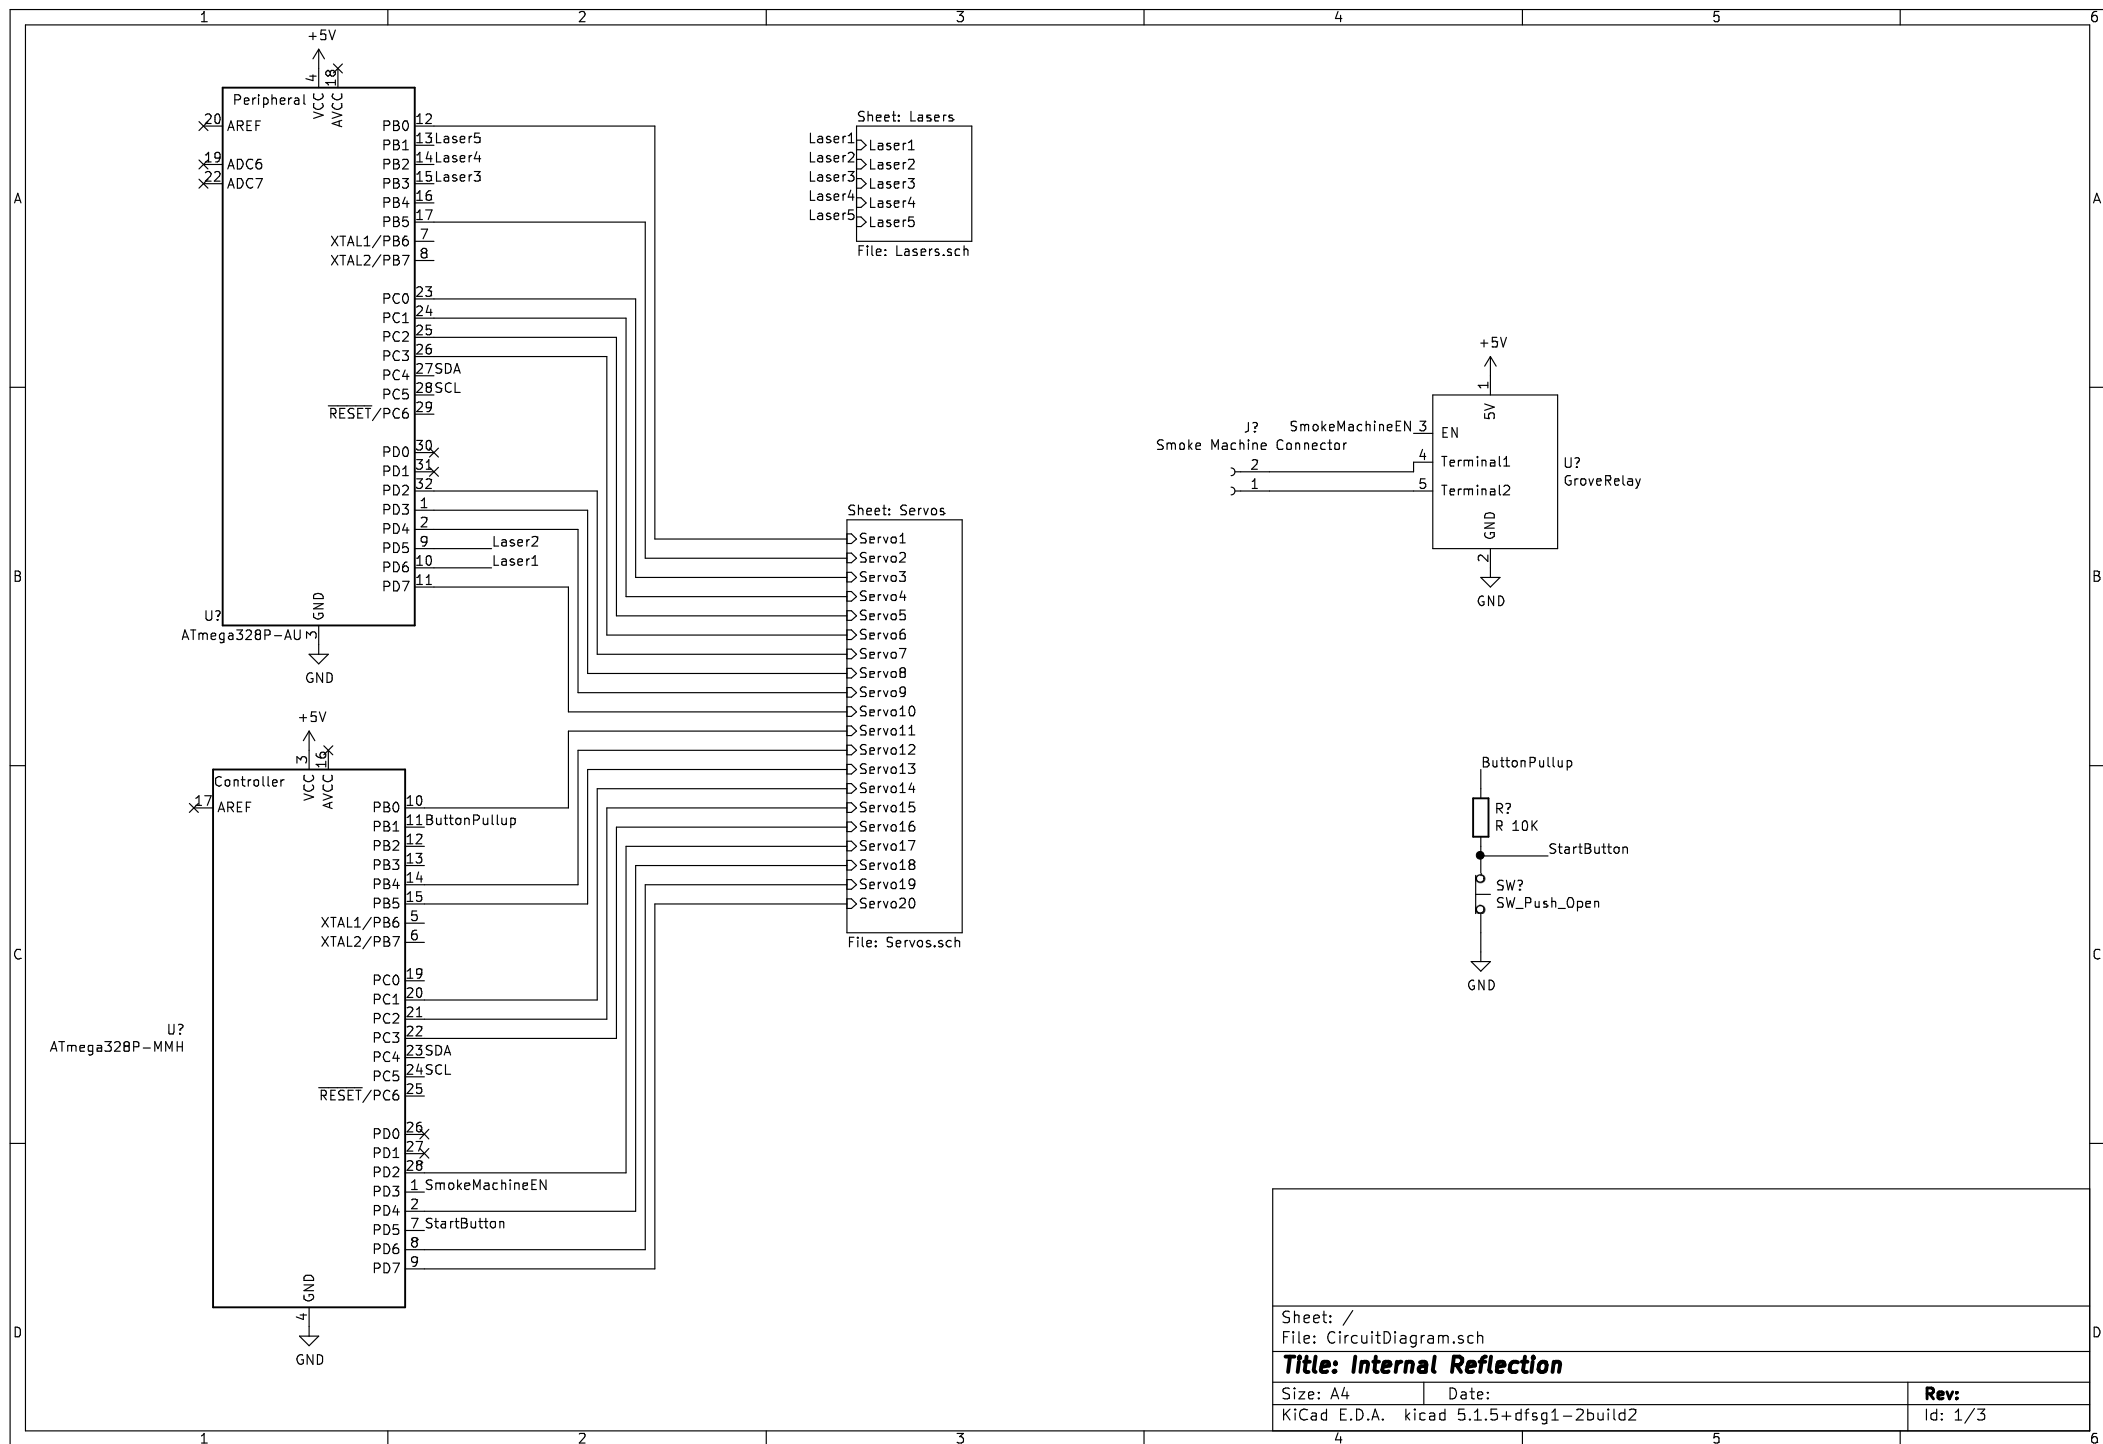 1 2 3 4 5 6
+5V
4 18
Peripheral
VCC AVCC
20 AREF
19 ADC6
22 ADC7
PB0 12
PB1 13 Laser5
PB2 14 Laser4
PB3 15 Laser3
PB4 16
PB5 17
XTAL1/PB6 7
XTAL2/PB7 8
PC0 23
PC1 24
PC2 25
PC3 26
PC4 27 SDA
PC5 28 SCL
RESET/PC6 29
PD0 30
PD1 31
PD2 32
PD3 1
PD4 2
PD5 9 Laser2
PD6 10 Laser1
PD7 11
GND
U?
ATmega328P-AU 3
GND
+5V
3 16
Controller
VCC AVCC
17 AREF
PB0 10
PB1 11 ButtonPullup
PB2 12
PB3 13
PB4 14
PB5 15
XTAL1/PB6 5
XTAL2/PB7 6
PC0 19
PC1 20
PC2 21
PC3 22
PC4 23 SDA
PC5 24 SCL
RESET/PC6 25
PD0 26
PD1 27
PD2 28
PD3 1 SmokeMachineEN
PD4 2
PD5 7 StartButton
PD6 8
PD7 9
U?
ATmega328P-MMH
GND
4
GND
Sheet: Lasers
Laser1 Laser1
Laser2 Laser2
Laser3 Laser3
Laser4 Laser4
Laser5 Laser5
File: Lasers.sch
Sheet: Servos
Servo1
Servo2
Servo3
Servo4
Servo5
Servo6
Servo7
Servo8
Servo9
Servo10
Servo11
Servo12
Servo13
Servo14
Servo15
Servo16
Servo17
Servo18
Servo19
Servo20
File: Servos.sch
+5V
1
5V
SmokeMachineEN 3 EN
J?
Smoke Machine Connector
2 4 Terminal1
1 5 Terminal2
U?
GroveRelay
GND
2
GND
ButtonPullup
R?
R 10K
StartButton
SW?
SW_Push_Open
GND
A A
B B
C C
D D
Sheet: /
File: CircuitDiagram.sch
Title: Internal Reflection
Size: A4 Date: Rev:
KiCad E.D.A. kicad 5.1.5+dfsg1-2build2 Id: 1/3
1 2 3 4 5 6